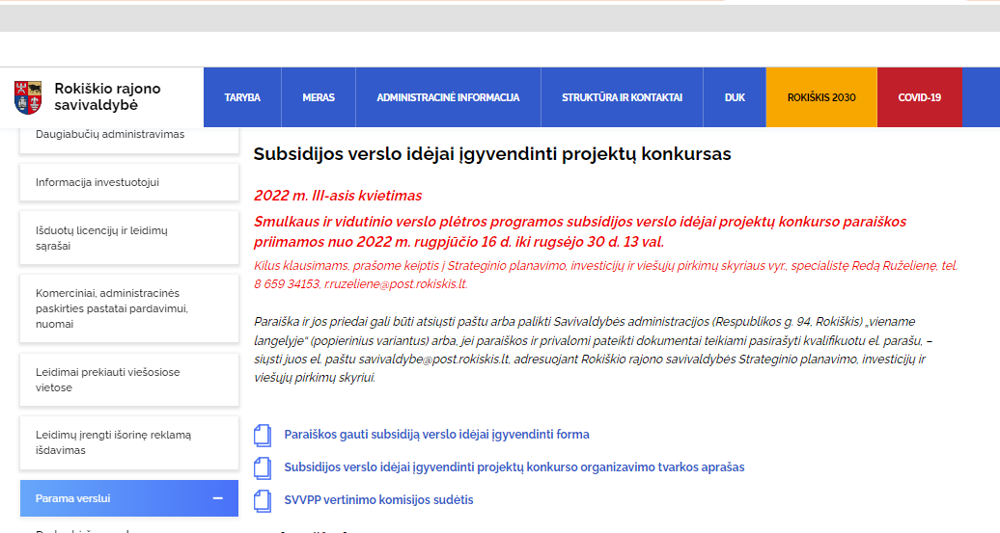 Rokiškio rajono
savivaldybė
TARYBA
MERAS
ADMINISTRACINĖ INFORMACIJA
STRUKTŪRA IR KONTAKTAI
DUK
ROKIŠKIS 2030
COVID-19
Daugiabučių administravimas
Informacija investuotojui
Išduotų licencijų ir leidimų
sąrašai
Komerciniai, administracinės
paskirties pastatai pardavimui,
nuomai
Leidimai prekiauti viešosiose
vietose
Leidimų įrengti išorinę reklamą
išdavimas
Parama verslui
Subsidijos verslo idėjai įgyvendinti projektų konkursas
2022 m. III-asis kvietimas
Smulkaus ir vidutinio verslo plėtros programos subsidijos verslo idėjai projektų konkurso paraiškos
priimamos nuo 2022 m. rugpjūčio 16 d. iki rugsėjo 30 d. 13 val.
Kilus klausimams, prašome keiptis į Strateginio planavimo, investicijų ir viešųjų pirkimų skyriaus vyr., specialistę Redą Ruželienę, tel.
8 659 34153, r.ruzeliene@post.rokiskis.lt.
Paraiška ir jos priedai gali būti atsiųsti paštu arba palikti Savivaldybės administracijos (Respublikos g. 94, Rokiškis) „viename
langelyje“ (popierinius variantus) arba, jei paraiškos ir privalomi pateikti dokumentai teikiami pasirašyti kvalifikuotu el. parašu, –
siųsti juos el. paštu savivaldybe@post.rokiskis.lt, adresuojant Rokiškio rajono savivaldybės Strateginio planavimo, investicijų ir
viešųjų pirkimų skyriui.
Paraiškos gauti subsidiją verslo idėjai įgyvendinti forma
Subsidijos verslo idėjai įgyvendinti projektų konkurso organizavimo tvarkos aprašas
SVVPP vertinimo komisijos sudėtis